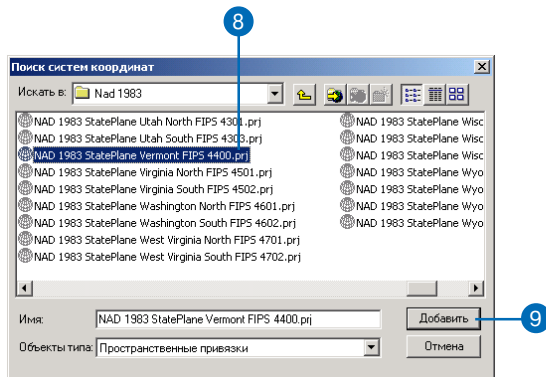 8
Поиск систем координат
Искать в: Nad 1983
NAD 1983 StatePlane Utah North FIPS 4301.prj
NAD 1983 StatePlane Utah South FIPS 4303.prj
NAD 1983 StatePlane Vermont FIPS 4400.prj
NAD 1983 StatePlane Virginia North FIPS 4501.prj
NAD 1983 StatePlane Virginia South FIPS 4502.prj
NAD 1983 StatePlane Washington North FIPS 4601.prj
NAD 1983 StatePlane Washington South FIPS 4602.prj
NAD 1983 StatePlane West Virginia North FIPS 4701.prj
NAD 1983 StatePlane West Virginia South FIPS 4702.prj
NAD 1983 StatePlane Wisc
NAD 1983 StatePlane Wisc
NAD 1983 StatePlane Wisc
NAD 1983 StatePlane Wyo
NAD 1983 StatePlane Wyo
NAD 1983 StatePlane Wyo
NAD 1983 StatePlane Wyo
Имя: NAD 1983 StatePlane Vermont FIPS 4400.prj
Добавить
9
Объекты типа: Пространственные привязки
Отмена